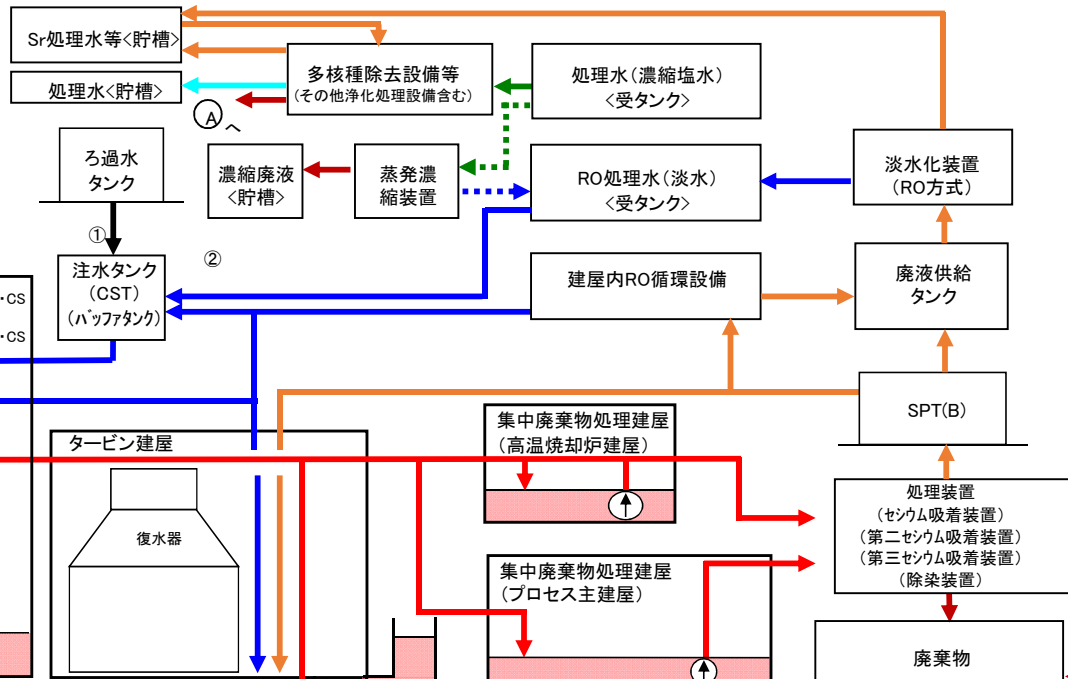 Sr処理水等<貯槽>
処理水<貯槽>
多核種除去設備等
(その他浄化処理設備含む)
処理水(濃縮塩水)
<受タンク>
Aへ
ろ過水
タンク
濃縮廃液
<貯槽>
蒸発濃
縮装置
RO処理水(淡水)
<受タンク>
淡水化装置
(RO方式)
①
②
注水タンク
(CST)
(バッファタンク)
建屋内RO循環設備
廃液供給
タンク
・CS
・CS
SPT(B)
タービン建屋
復水器
集中廃棄物処理建屋
(高温焼却炉建屋)
処理装置
(セシウム吸着装置)
(第二セシウム吸着装置)
(第三セシウム吸着装置)
(除染装置)
集中廃棄物処理建屋
(プロセス主建屋)
廃棄物